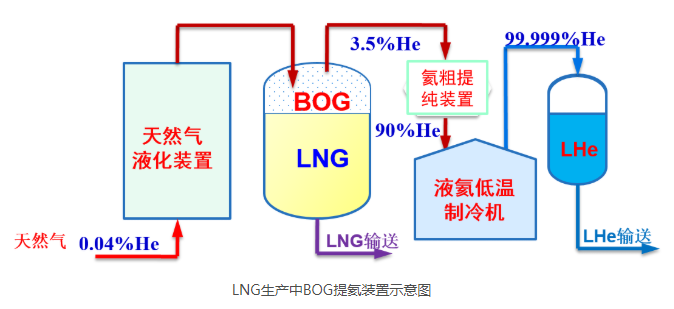 3.5%He
99.999%He
氦粗提
纯装置
BOG
天然气
液化装置
90%He
LNG
LHe
液氦低温
制冷机
天然气 0.04%He
LNG输送
LHe输送
LNG生产中BOG提氦装置示意图